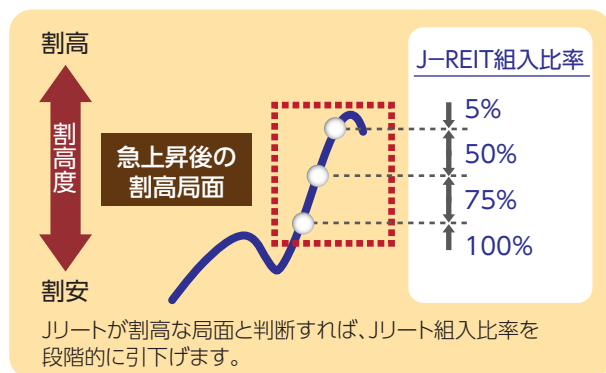 割高
割高度
割安
急上昇後の
割高局面
J−REIT組入比率
5%
50%
75%
100%
Jリートが割高な局面と判断すれば、Jリート組入比率を
段階的に引下げます。